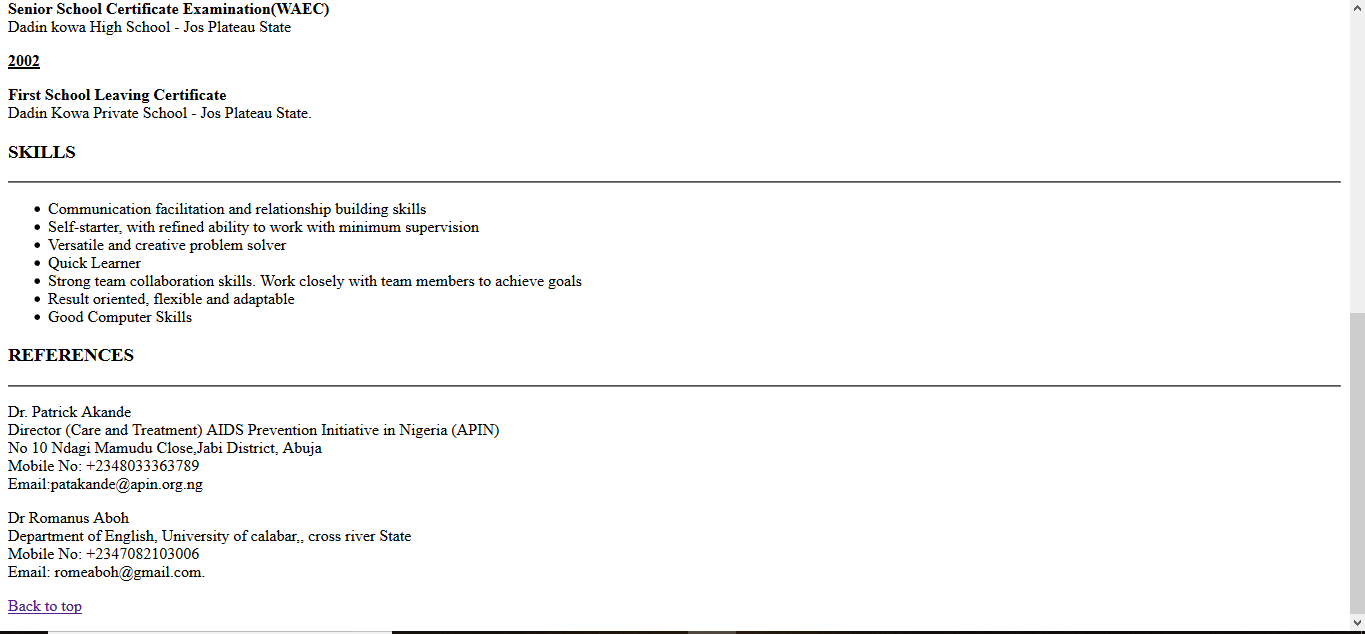 Senior School Certificate Examination(WAEC)
Dadin kowa High School - Jos Plateau State
2002
First School Leaving Certificate
Dadin Kowa Private School - Jos Plateau State.
SKILLS
Communication facilitation and relationship building skills
Self-starter, with refined ability to work with minimum supervision
Versatile and creative problem solver
Quick Learner
Strong team collaboration skills. Work closely with team members to achieve goals
Result oriented, flexible and adaptable
Good Computer Skills
REFERENCES
Dr. Patrick Akande
Director (Care and Treatment) AIDS Prevention Initiative in Nigeria (APIN)
No 10 Ndagi Mamudu Close,Jabi District, Abuja
Mobile No: +2348033363789
Email:patakande@apin.org.ng
Dr Romanus Aboh
Department of English, University of calabar,, cross river State
Mobile No: +2347082103006
Email: romeaboh@gmail.com.
Back to top